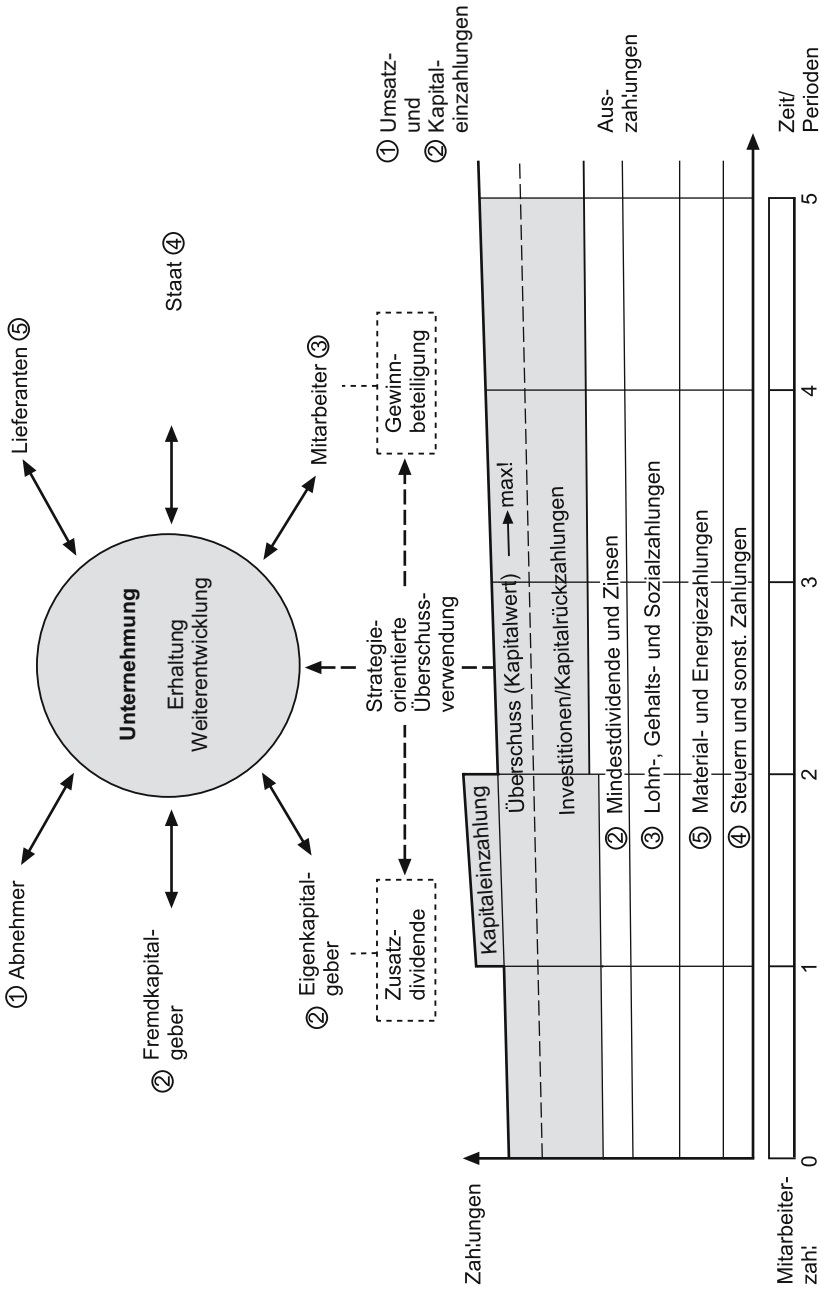 ① Abnehmer
Lieferanten ⑤
② Fremdkapital-
geber
Unternehmung
Erhaltung
Weiterentwicklung
Staat ④
② Eigenkapital-
geber
Mitarbeiter ③
Zusatz-
dividende
Strategie-
orientierte
Überschuss-
verwendung
Gewinn-
beteiligung
① Umsatz-
und
② Kapital-
einzahlungen
Zahlungen
Kapitaleinzahlung
Überschuss (Kapitalwert) → max!
Investitionen/Kapitalrückzahlungen
② Mindestdividende und Zinsen
③ Lohn-, Gehalts- und Sozialzahlungen
⑤ Material- und Energiezahlungen
④ Steuern und sonst. Zahlungen
Aus-
zahlungen
Zeit/
Perioden
Mitarbeiter-
zahl
0 1 2 3 4 5